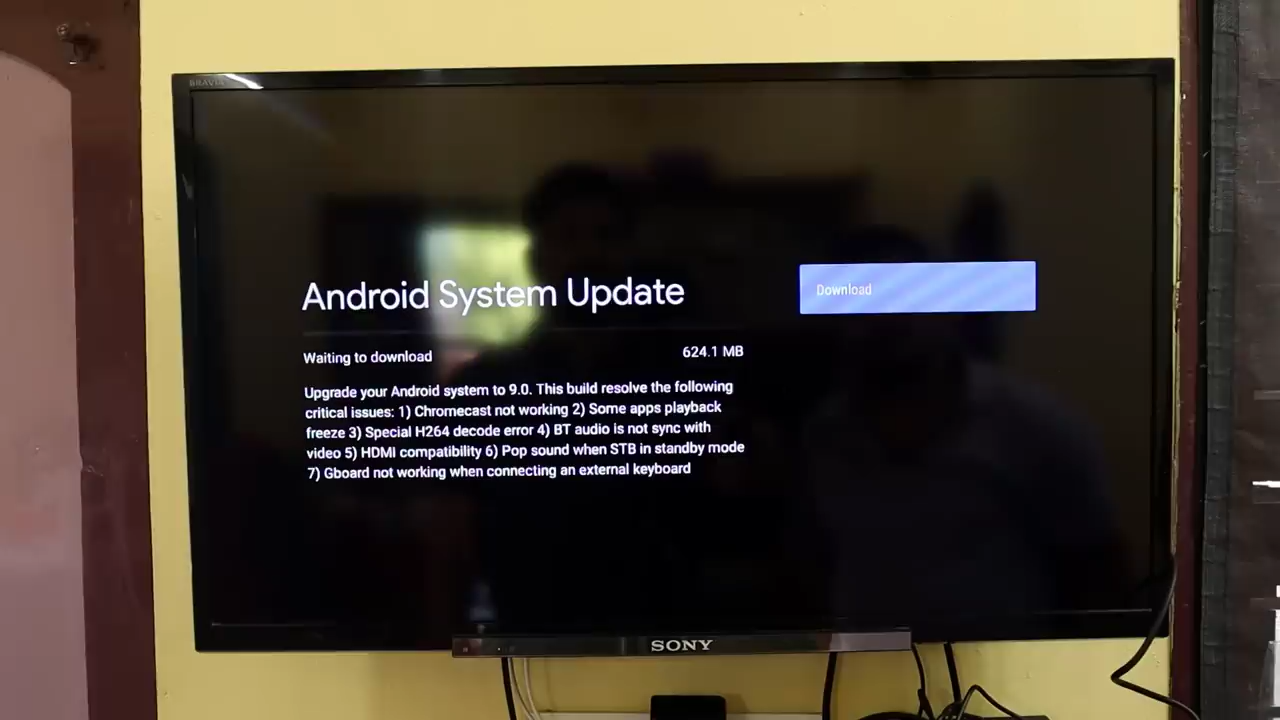 BRAVIA
Android System Update
Download
Waiting to download 624.1 MB
Upgrade your Android system to 9.0. This build resolve the following
critical issues: 1) Chromecast not working 2) Some apps playback
freeze 3) Special H264 decode error 4) BT audio is not sync with
video 5) HDMI compatibility 6) Pop sound when STB in standby mode
7) Gboard not working when connecting an external keyboard
SONY